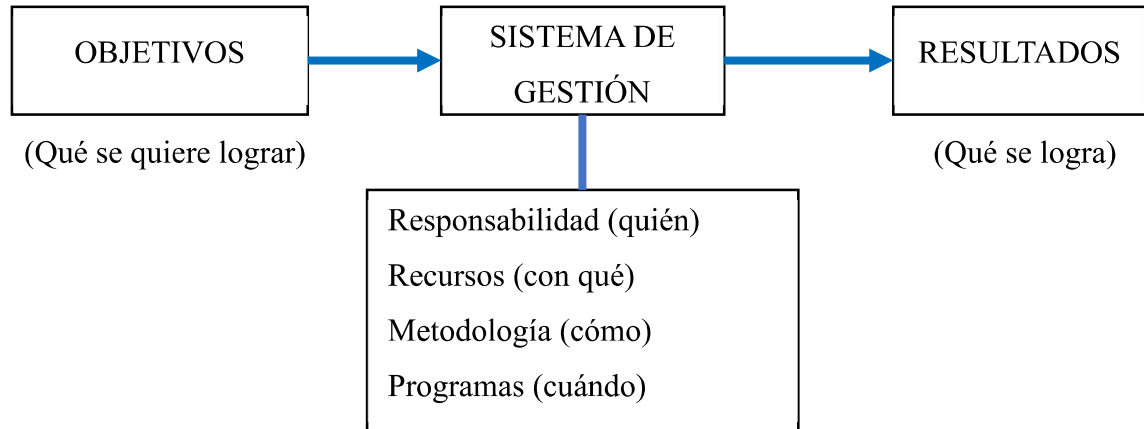 OBJETIVOS
SISTEMA DE
GESTIÓN
RESULTADOS
(Qué se quiere lograr)
(Qué se logra)
Responsabilidad (quién)
Recursos (con qué)
Metodología (cómo)
Programas (cuándo)